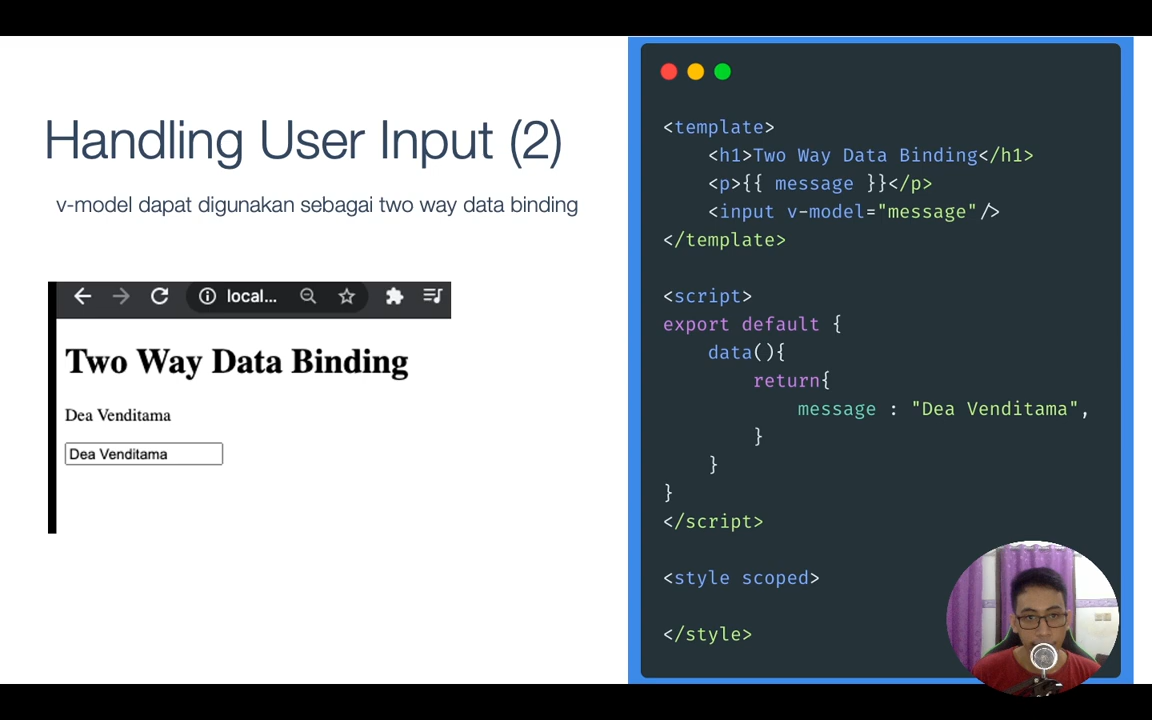 Handling User Input (2)
v-model dapat digunakan sebagai two way data binding
local...
Two Way Data Binding
Dea Venditama
Dea Venditama
<template>
<h1>Two Way Data Binding</h1>
<p>{{ message }}</p>
<input v-model="message"/>
</template>
<script>
export default {
data(){
return{
message : "Dea Venditama",
}
}
}
</script>
<style scoped>
</style>